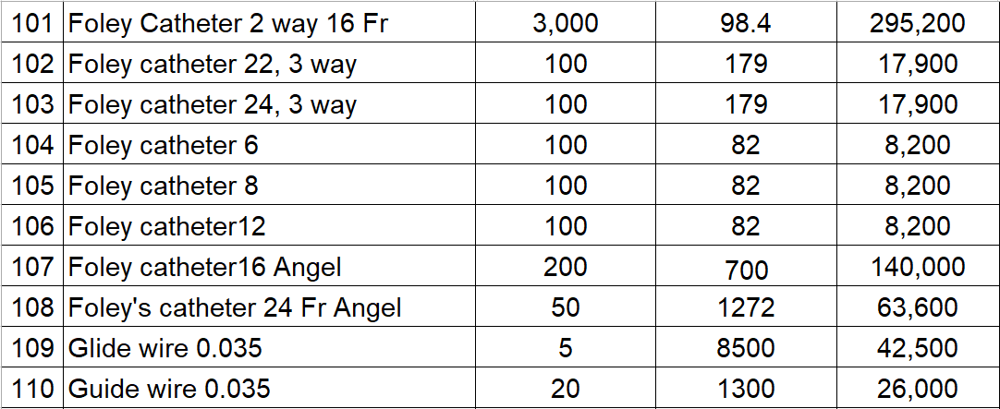 101 Foley Catheter 2 way 16 Fr 3,000 98.4 295,200
102 Foley catheter 22, 3 way 100 179 17,900
103 Foley catheter 24, 3 way 100 179 17,900
104 Foley catheter 6 100 82 8,200
105 Foley catheter 8 100 82 8,200
106 Foley catheter12 100 82 8,200
107 Foley catheter16 Angel 200 700 140,000
108 Foley's catheter 24 Fr Angel 50 1272 63,600
109 Glide wire 0.035 5 8500 42,500
110 Guide wire 0.035 20 1300 26,000